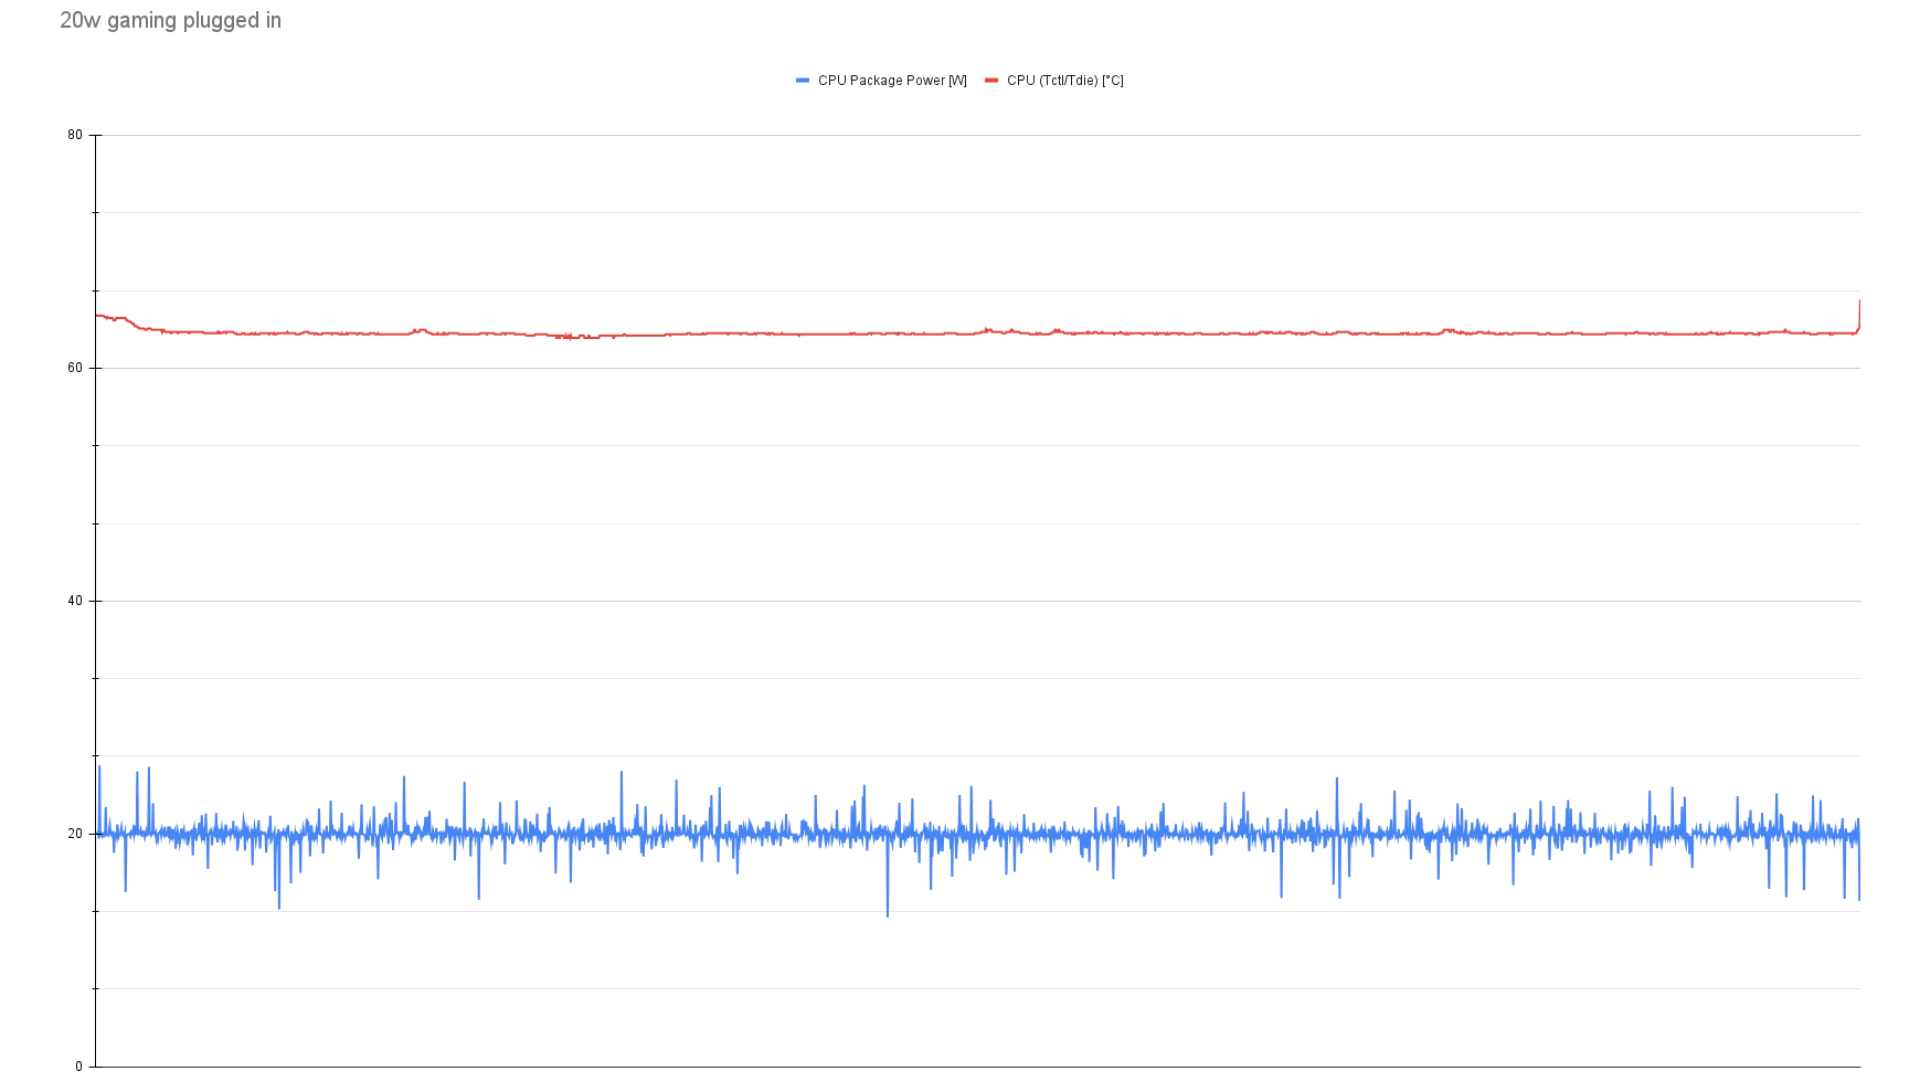 20w gaming plugged in
CPU Package Power [W] CPU (Tctl/Tdie) [°C]
80
60
40
20
0